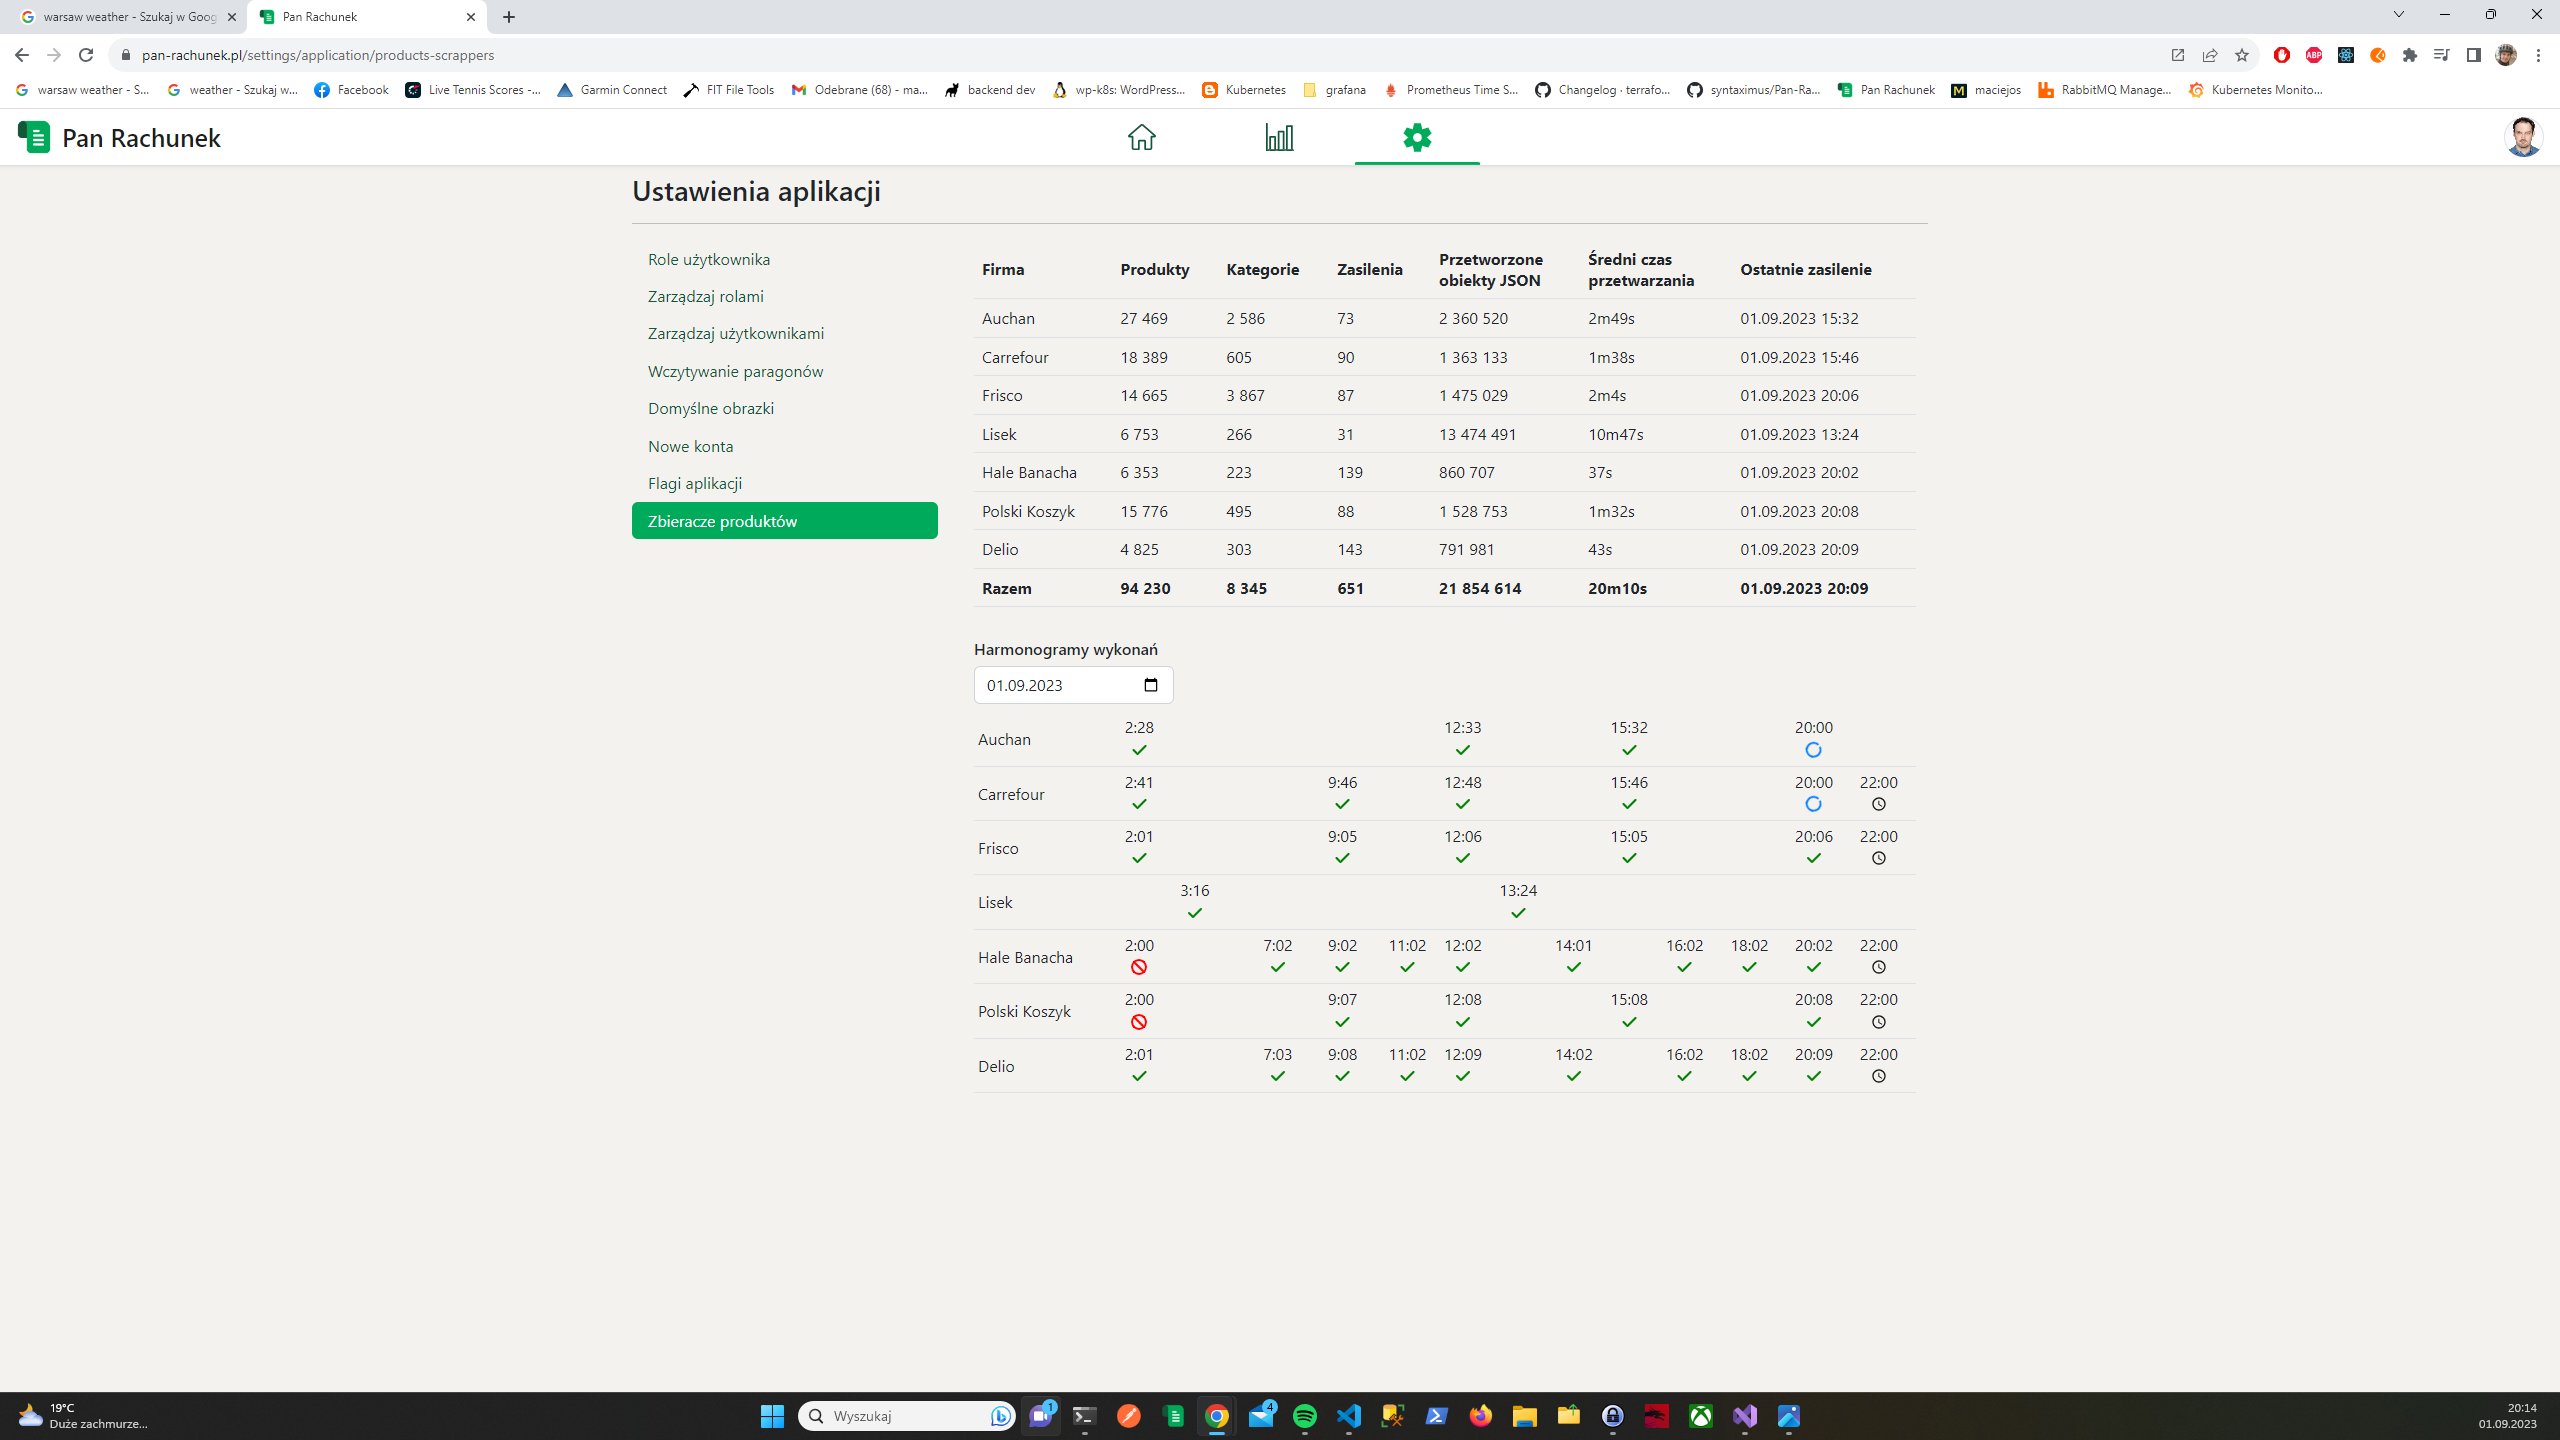 warsaw weather - Szukaj w Goog
Pan Rachunek
pan-rachunek.pl/settings/application/products-scrappers
ABP
warsaw weather - S...
weather - Szukaj w...
Facebook
Live Tennis Scores -...
Garmin Connect
FIT File Tools
Odebrane (68) - ma...
backend dev
wp-k8s: WordPress...
Kubernetes
grafana
Prometheus Time S...
Changelog · terrafo...
syntaximus/Pan-Ra...
Pan Rachunek
M
maciejos
RabbitMQ Manage...
Kubernetes Monito...
Pan Rachunek
Ustawienia aplikacji
Role użytkownika
Zarządzaj rolami
Zarządzaj użytkownikami
Wczytywanie paragonów
Domyślne obrazki
Nowe konta
Flagi aplikacji
Zbieracze produktów
Firma Produkty Kategorie Zasilenia Przetworzone obiekty JSON Średni czas przetwarzania Ostatnie zasilenie
Auchan 27 469 2 586 73 2 360 520 2m49s 01.09.2023 15:32
Carrefour 18 389 605 90 1 363 133 1m38s 01.09.2023 15:46
Frisco 14 665 3 867 87 1 475 029 2m4s 01.09.2023 20:06
Lisek 6 753 266 31 13 474 491 10m47s 01.09.2023 13:24
Hale Banacha 6 353 223 139 860 707 37s 01.09.2023 20:02
Polski Koszyk 15 776 495 88 1 528 753 1m32s 01.09.2023 20:08
Delio 4 825 303 143 791 981 43s 01.09.2023 20:09
Razem 94 230 8 345 651 21 854 614 20m10s 01.09.2023 20:09
Harmonogramy wykonań
01.09.2023
Auchan 2:28 12:33 15:32 20:00
Carrefour 2:41 9:46 12:48 15:46 20:00 22:00
Frisco 2:01 9:05 12:06 15:05 20:06 22:00
Lisek 3:16 13:24
Hale Banacha 2:00 7:02 9:02 11:02 12:02 14:01 16:02 18:02 20:02 22:00
Polski Koszyk 2:00 9:07 12:08 15:08 20:08 22:00
Delio 2:01 7:03 9:08 11:02 12:09 14:02 16:02 18:02 20:09 22:00
19°C
Duże zachmurze...
Wyszukaj
1
4
20:14
01.09.2023